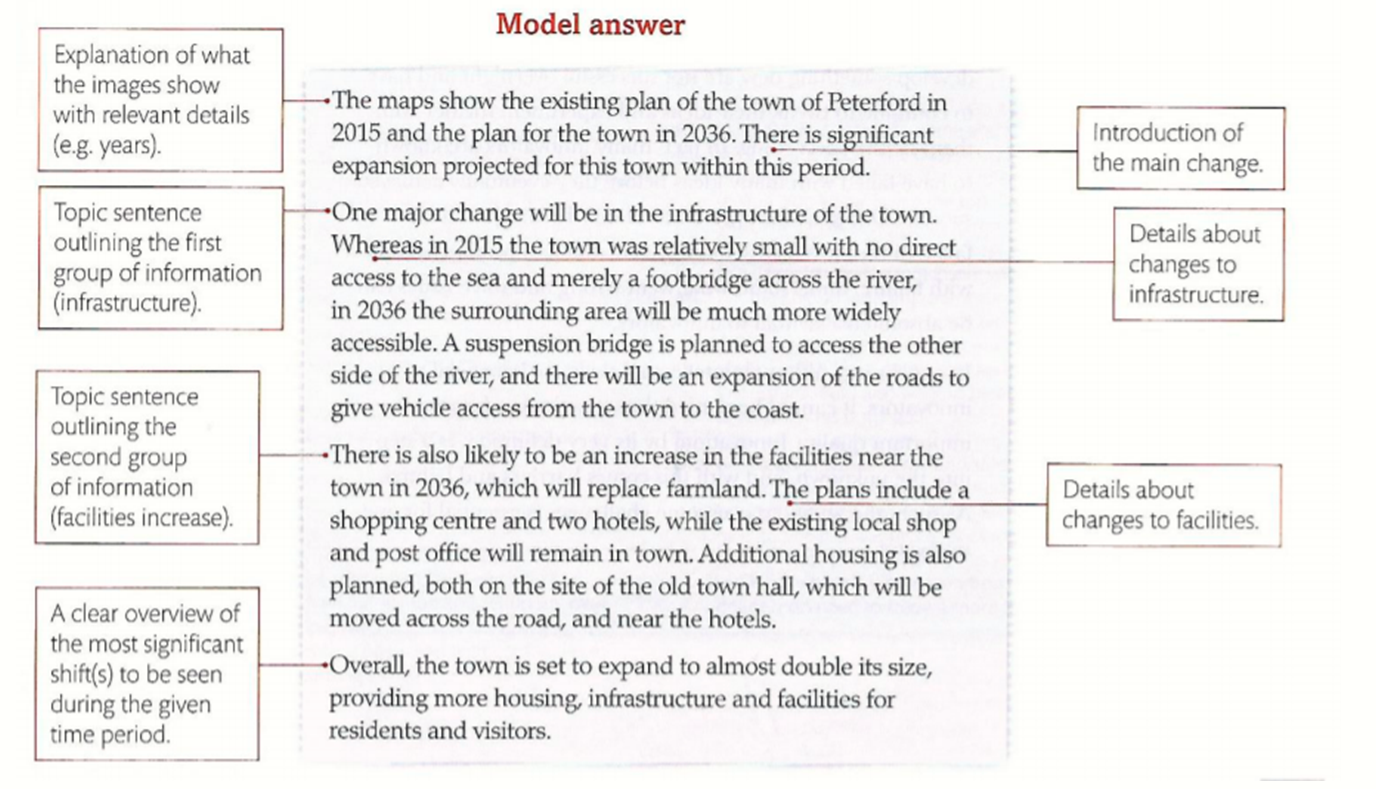 Model answer
Explanation of what
the images show
with relevant details
(e.g. years).
The maps show the existing plan of the town of Peterford in
2015 and the plan for the town in 2036. There is significant
expansion projected for this town within this period.
Introduction of
the main change.
Topic sentence
outlining the first
group of information
(infrastructure).
One major change will be in the infrastructure of the town.
Whereas in 2015 the town was relatively small with no direct
access to the sea and merely a footbridge across the river,
in 2036 the surrounding area will be much more widely
accessible. A suspension bridge is planned to access the other
side of the river, and there will be an expansion of the roads to
give vehicle access from the town to the coast.
Details about
changes to
infrastructure.
Topic sentence
outlining the
second group
of information
(facilities increase).
There is also likely to be an increase in the facilities near the
town in 2036, which will replace farmland. The plans include a
shopping centre and two hotels, while the existing local shop
and post office will remain in town. Additional housing is also
planned, both on the site of the old town hall, which will be
moved across the road, and near the hotels.
Details about
changes to facilities.
A clear overview of
the most significant
shift(s) to be seen
during the given
time period.
Overall, the town is set to expand to almost double its size,
providing more housing, infrastructure and facilities for
residents and visitors.